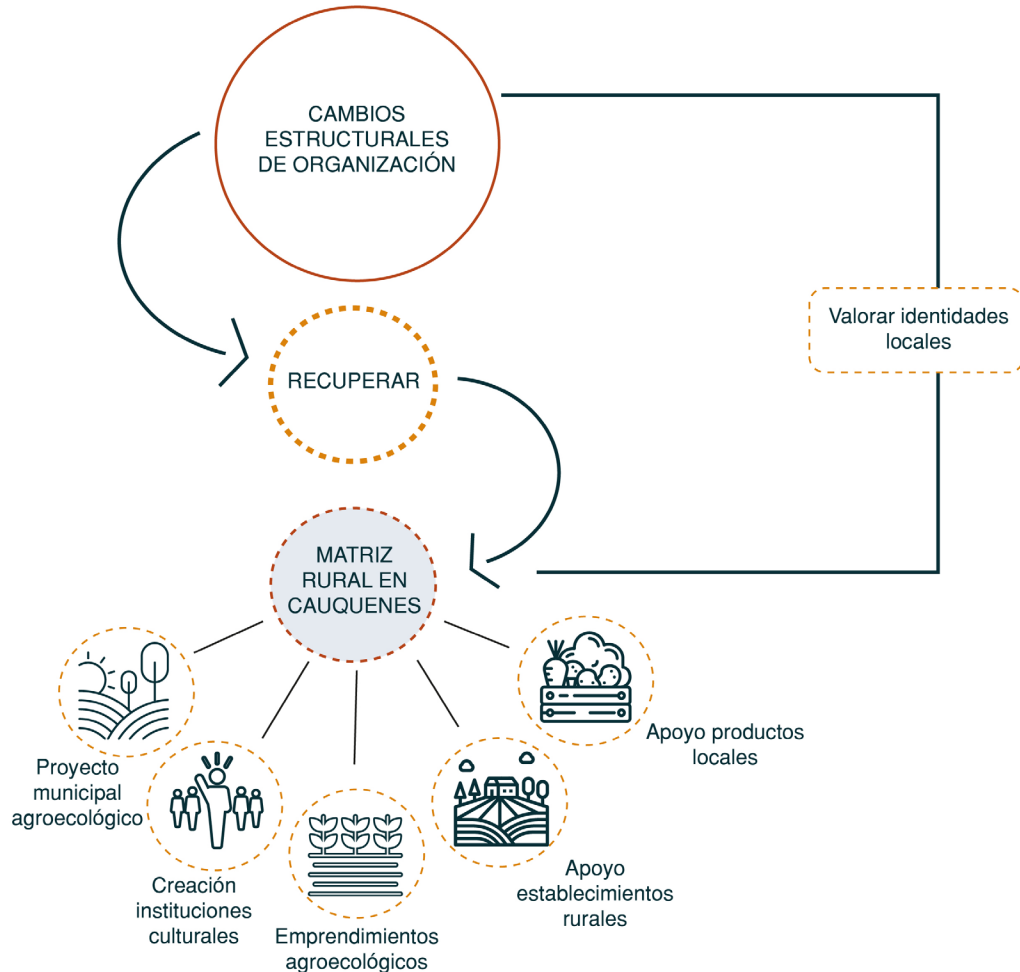 CAMBIOS
ESTRUCTURALES
DE ORGANIZACIÓN
Valorar identidades
locales
RECUPERAR
MATRIZ
RURAL EN
CAUQUENES
Proyecto
municipal
agroecológico
Creación
instituciones
culturales
Emprendimientos
agroecológicos
Apoyo
establecimientos
rurales
Apoyo productos
locales